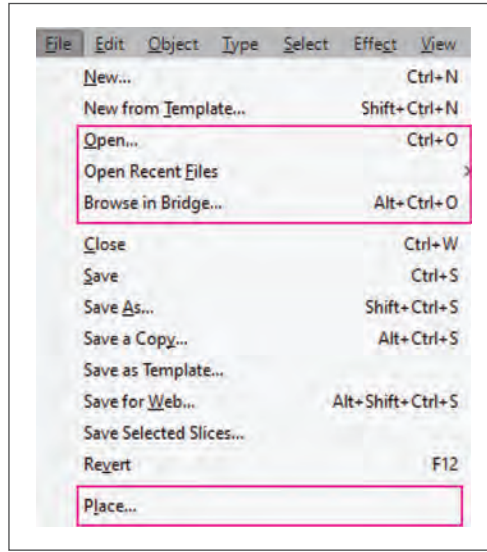 File Edit Object Type Select Effect View
New... Ctrl+N
New from Template... Shift+Ctrl+N
Open... Ctrl+O
Open Recent Files
Browse in Bridge... Alt+Ctrl+O
Close Ctrl+W
Save Ctrl+S
Save As... Shift+Ctrl+S
Save a Copy... Alt+Ctrl+S
Save as Template...
Save for Web... Alt+Shift+Ctrl+S
Save Selected Slices...
Revert F12
Place...